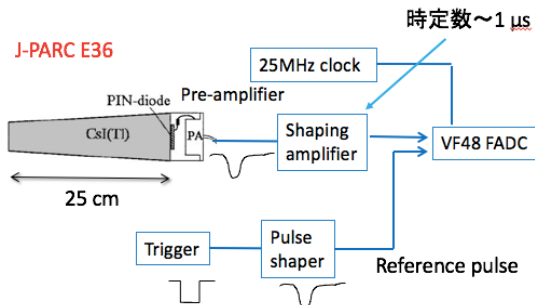 時定数～1 μs
J-PARC E36
25MHz clock
Pre-amplifier
PIN-diode
CsI(Tl)
PA
Shaping
amplifier
VF48 FADC
25 cm
Trigger
Pulse
shaper
Reference pulse